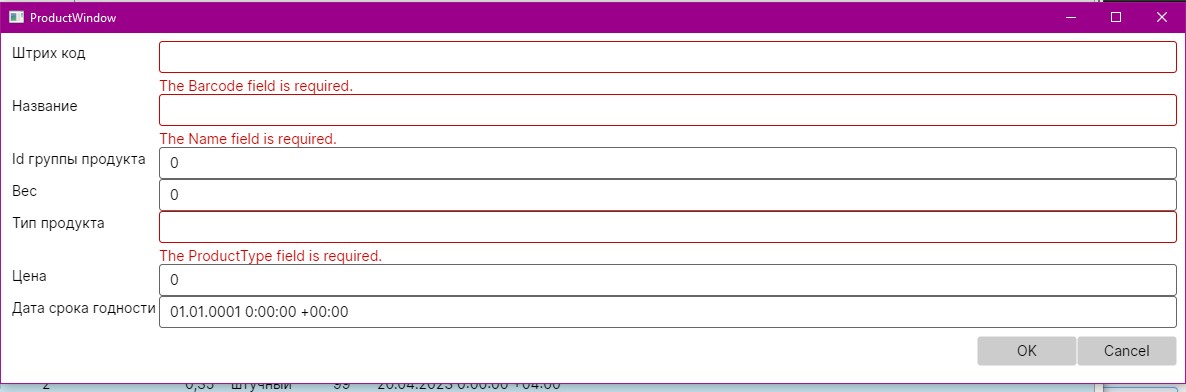 ProductWindow
Штрих код
The Barcode field is required.
Название
The Name field is required.
Id группы продукта 0
Вес 0
Тип продукта
The ProductType field is required.
Цена 0
Дата срока годности 01.01.0001 0:00:00 +00:00
OK Cancel
2 0,35 штучный 99 20.04.2023 0:00:00 +04:00